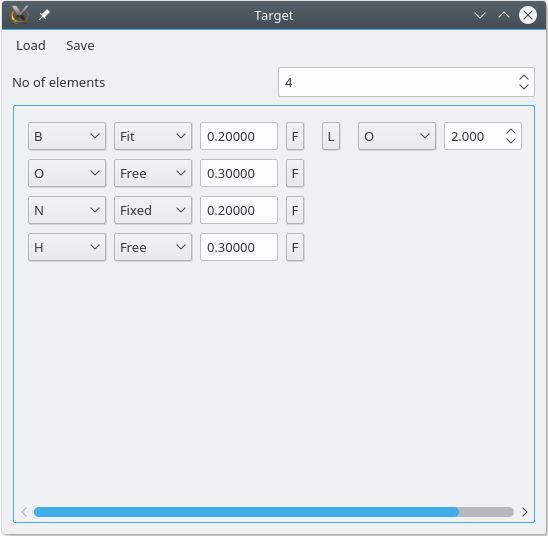 Target
Load Save
No of elements 4
B Fit 0.20000 F L O 2.000
O Free 0.30000 F
N Fixed 0.20000 F
H Free 0.30000 F